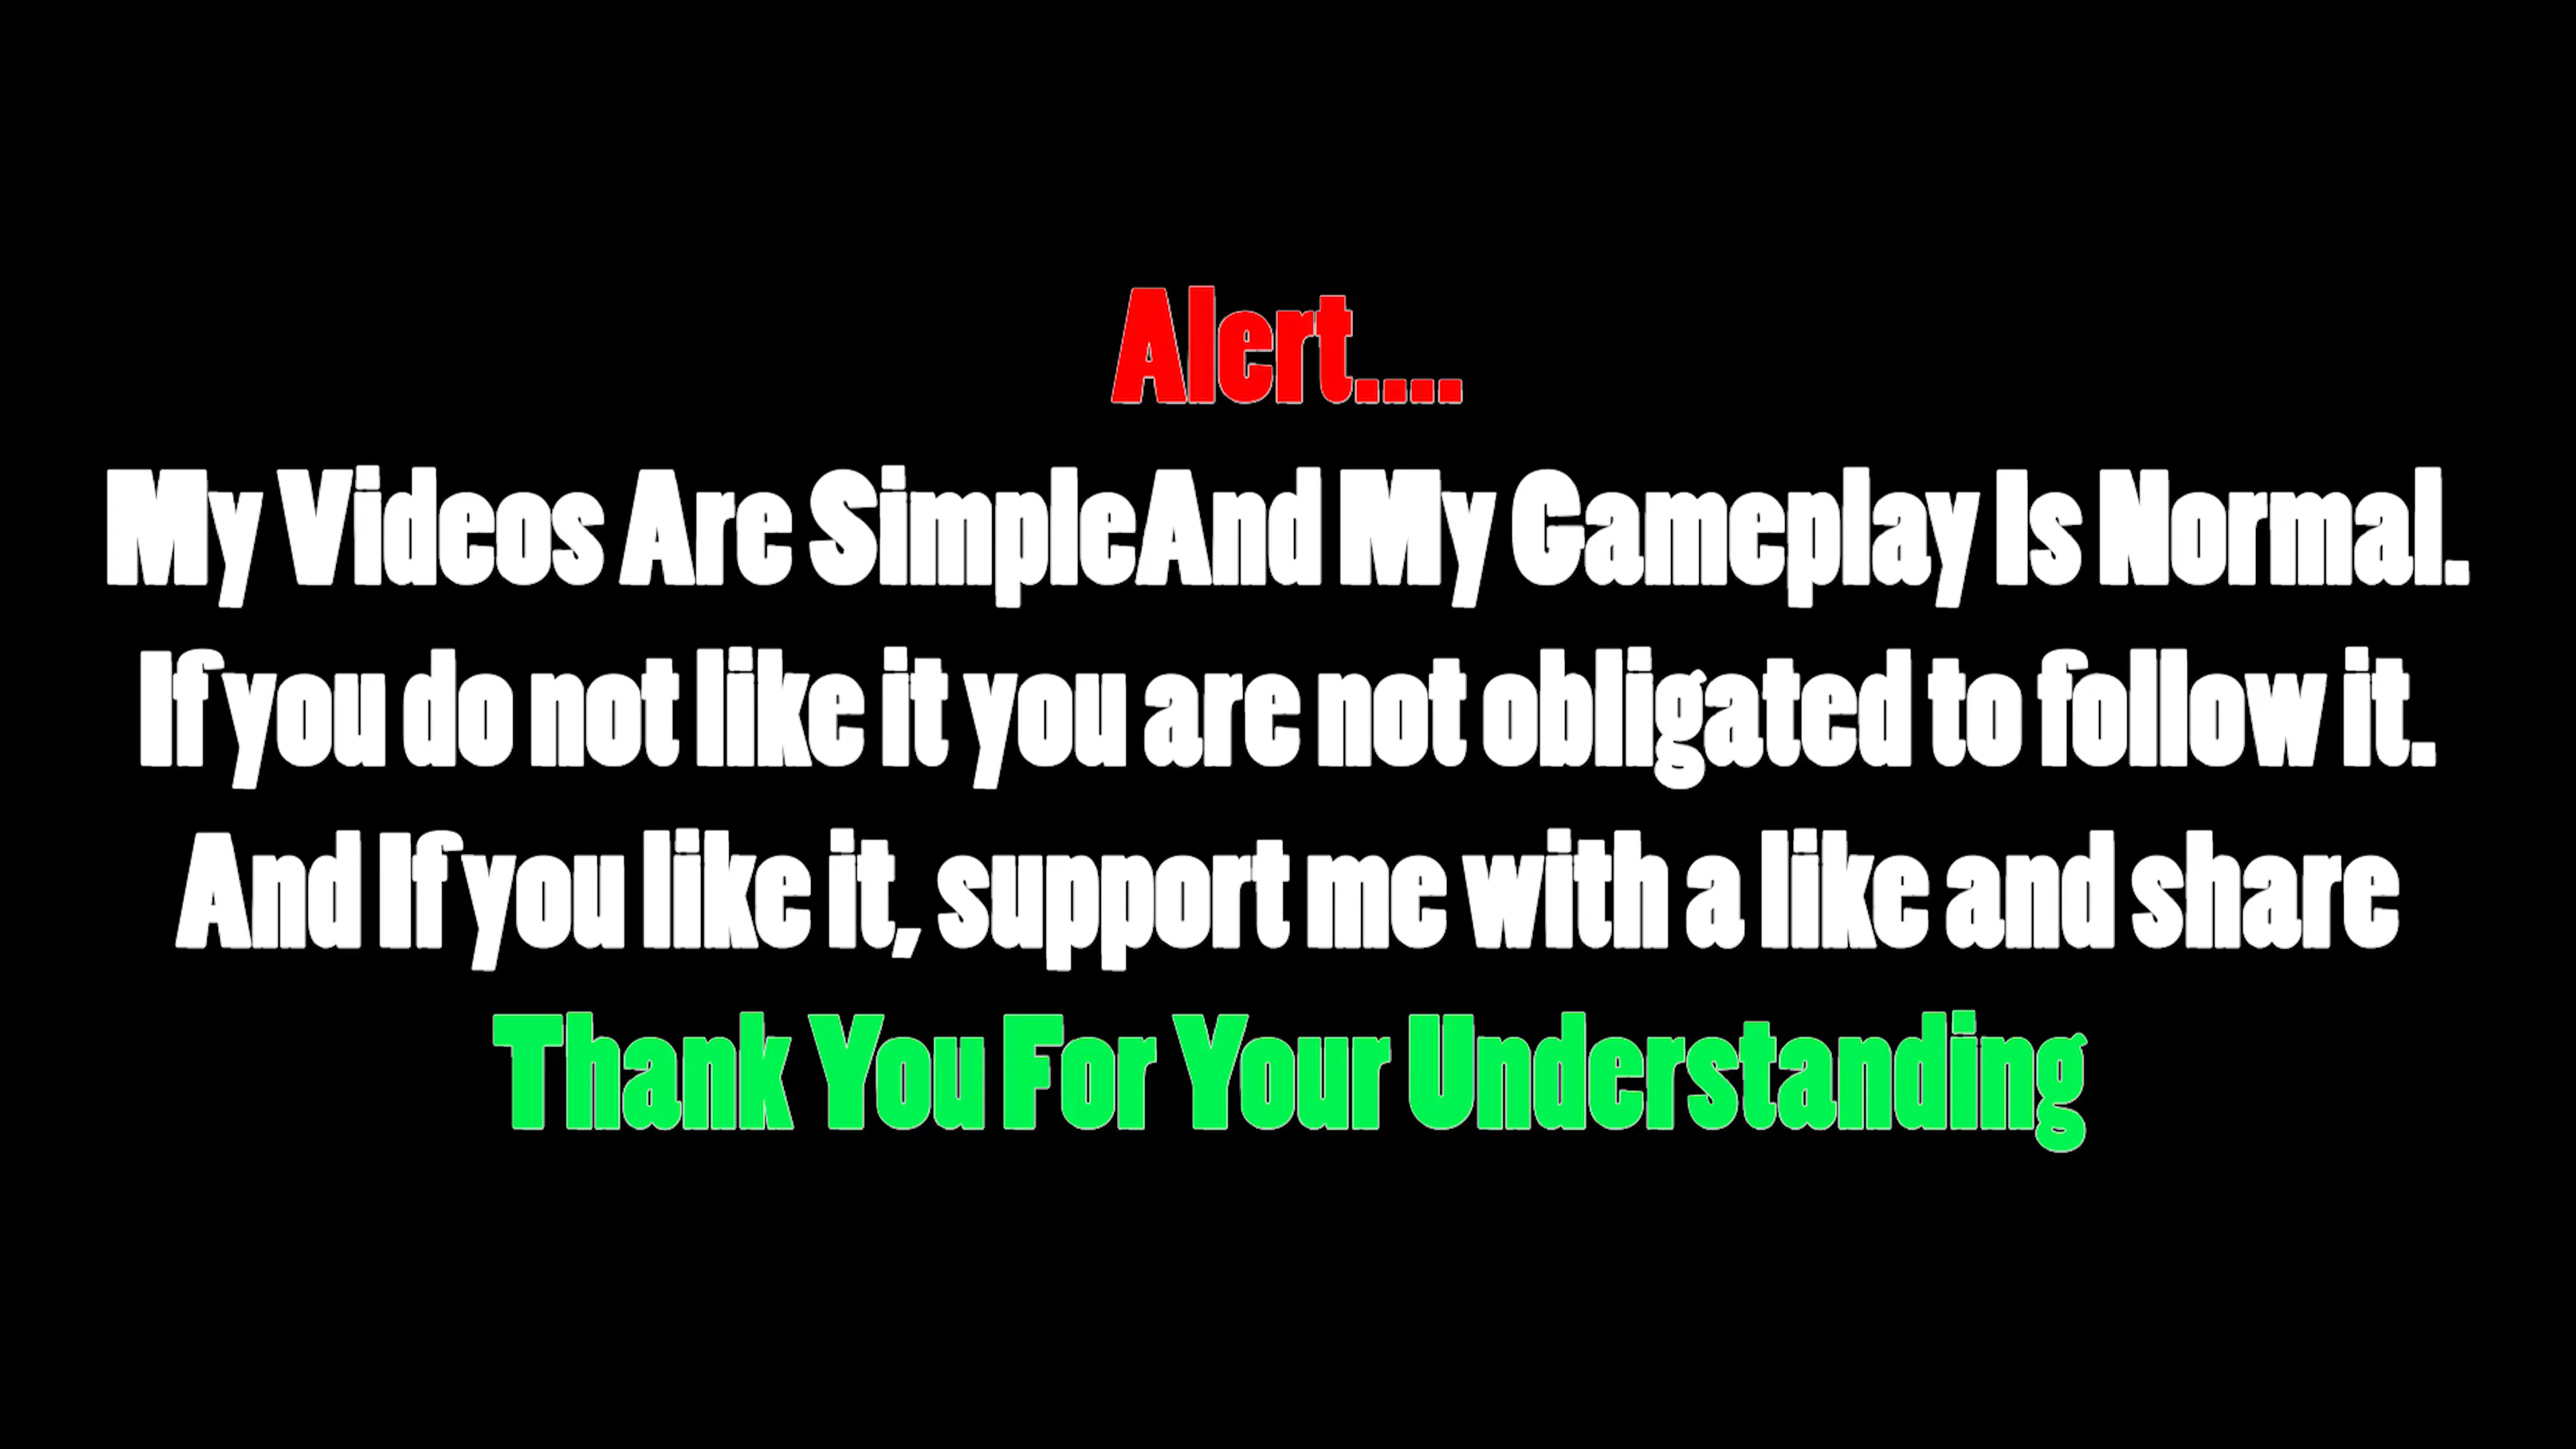 Alert....
My Videos Are SimpleAnd My Gameplay Is Normal.
If you do not like it you are not obligated to follow it.
And If you like it, support me with a like and share
Thank You For Your Understanding